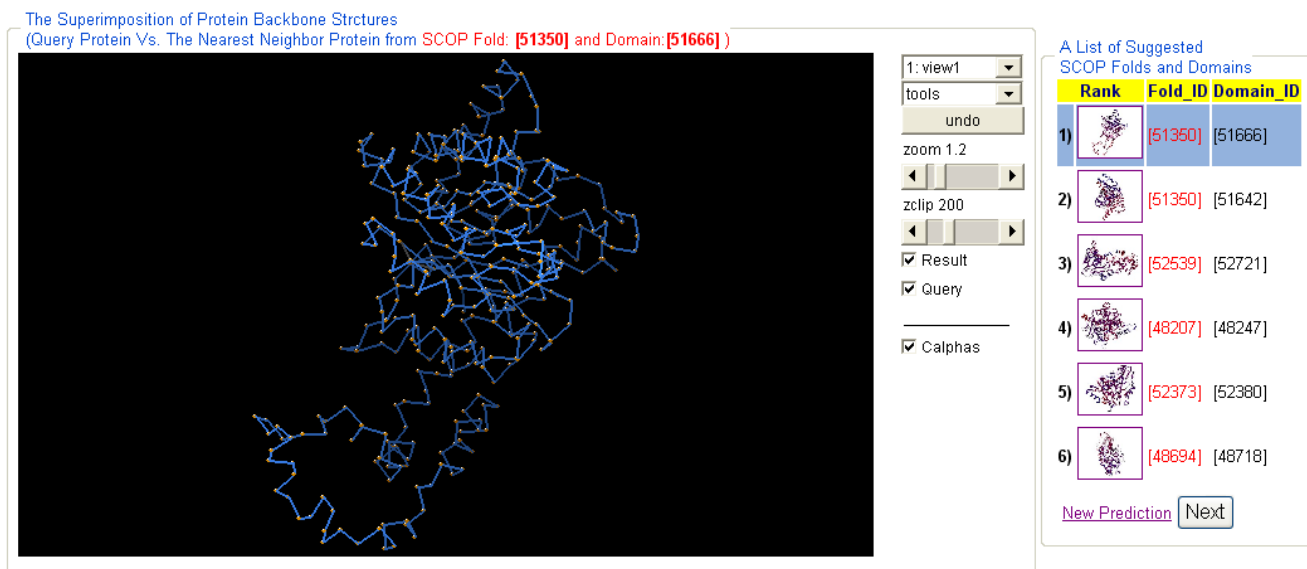 The Superimposition of Protein Backbone Strctures
(Query Protein Vs. The Nearest Neighbor Protein from SCOP Fold: [51350] and Domain:[51666] )
1: view1
tools
undo
zoom 1.2
zclip 200
Result
Query
Calphas
A List of Suggested
SCOP Folds and Domains
Rank Fold_ID Domain_ID
1) [51350] [51666]
2) [51350] [51642]
3) [52539] [52721]
4) [48207] [48247]
5) [52373] [52380]
6) [48694] [48718]
New Prediction Next